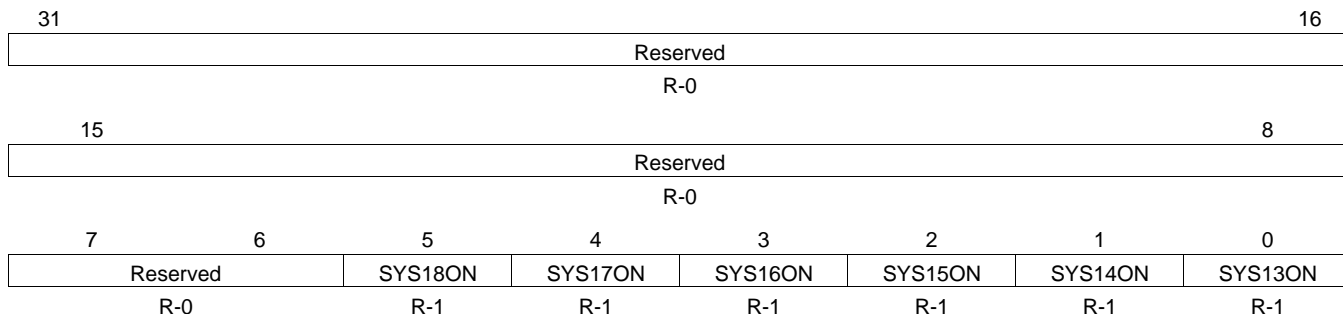 31 16
Reserved
R-0
15 8
Reserved
R-0
7 6 5 4 3 2 1 0
Reserved SYS18ON SYS17ON SYS16ON SYS15ON SYS14ON SYS13ON
R-0 R-1 R-1 R-1 R-1 R-1 R-1